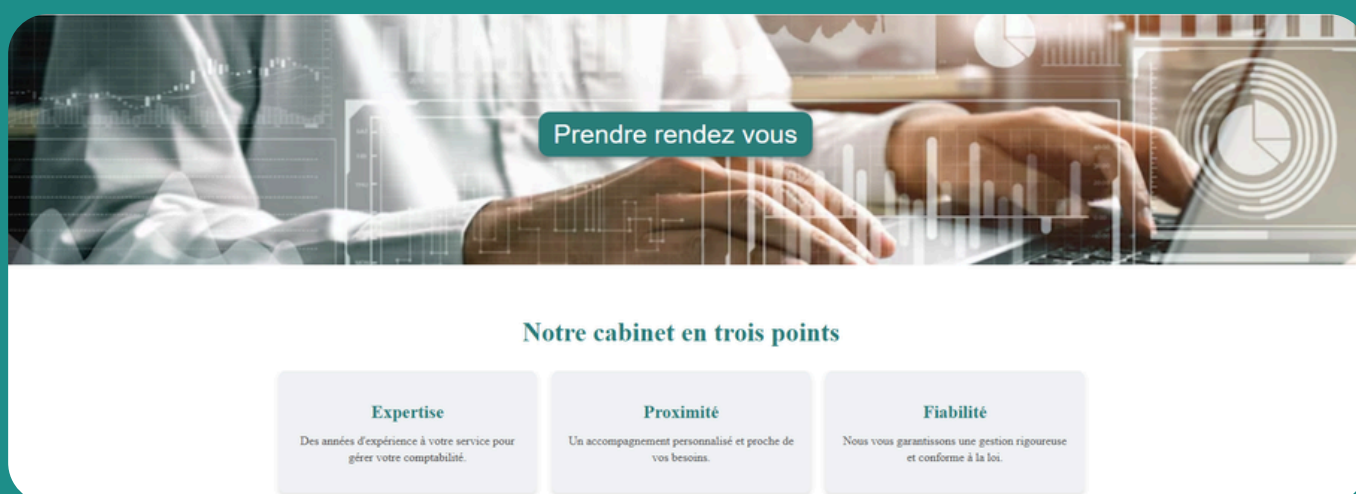 Prendre rendez vous
Notre cabinet en trois points
Expertise
Des années d'expérience à votre service pour
gérer votre comptabilité.
Proximité
Un accompagnement personnalisé et proche de
vos besoins.
Fiabilité
Nous vous garantissons une gestion rigoureuse
et conforme à la loi.